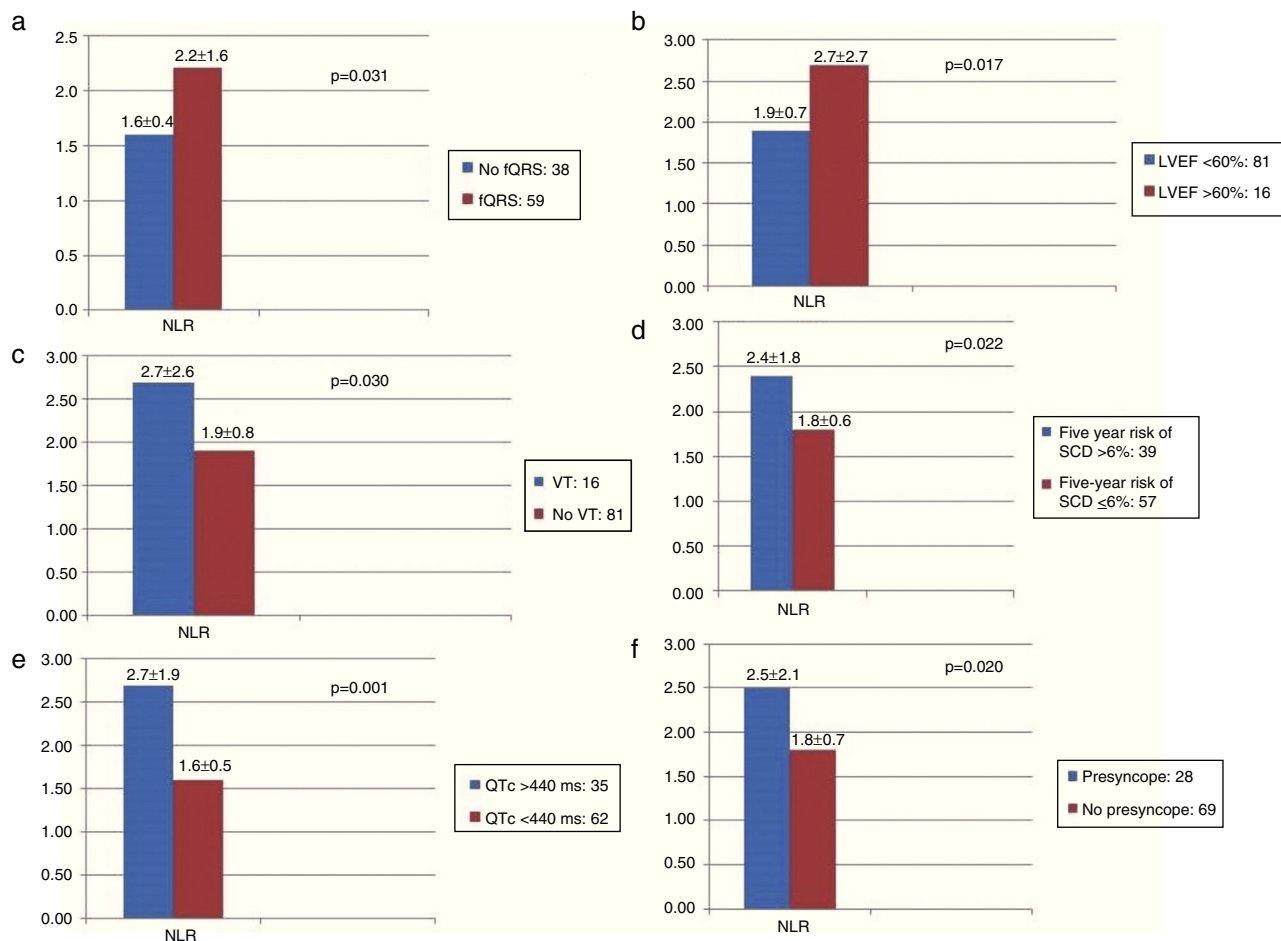 a
2.5
2.0
1.5
1.0
0.5
0.0
2.2±1.6
1.6±0.4
p=0.031
NLR
No fQRS: 38
fQRS: 59
b
3.00
2.50
2.00
1.50
1.00
0.50
0.00
2.7±2.7
1.9±0.7
p=0.017
NLR
LVEF <60%: 81
LVEF >60%: 16
c
3.00
2.50
2.00
1.50
1.00
0.50
0.00
2.7±2.6
1.9±0.8
p=0.030
NLR
VT: 16
No VT: 81
d
3.00
2.50
2.00
1.50
1.00
0.50
0.00
2.4±1.8
1.8±0.6
p=0.022
NLR
Five year risk of
SCD >6%: 39
Five-year risk of
SCD ≤6%: 57
e
3.00
2.50
2.00
1.50
1.00
0.50
0.00
2.7±1.9
1.6±0.5
p=0.001
NLR
QTc >440 ms: 35
QTc <440 ms: 62
f
3.00
2.50
2.00
1.50
1.00
0.50
0.00
2.5±2.1
1.8±0.7
p=0.020
NLR
Presyncope: 28
No presyncope: 69